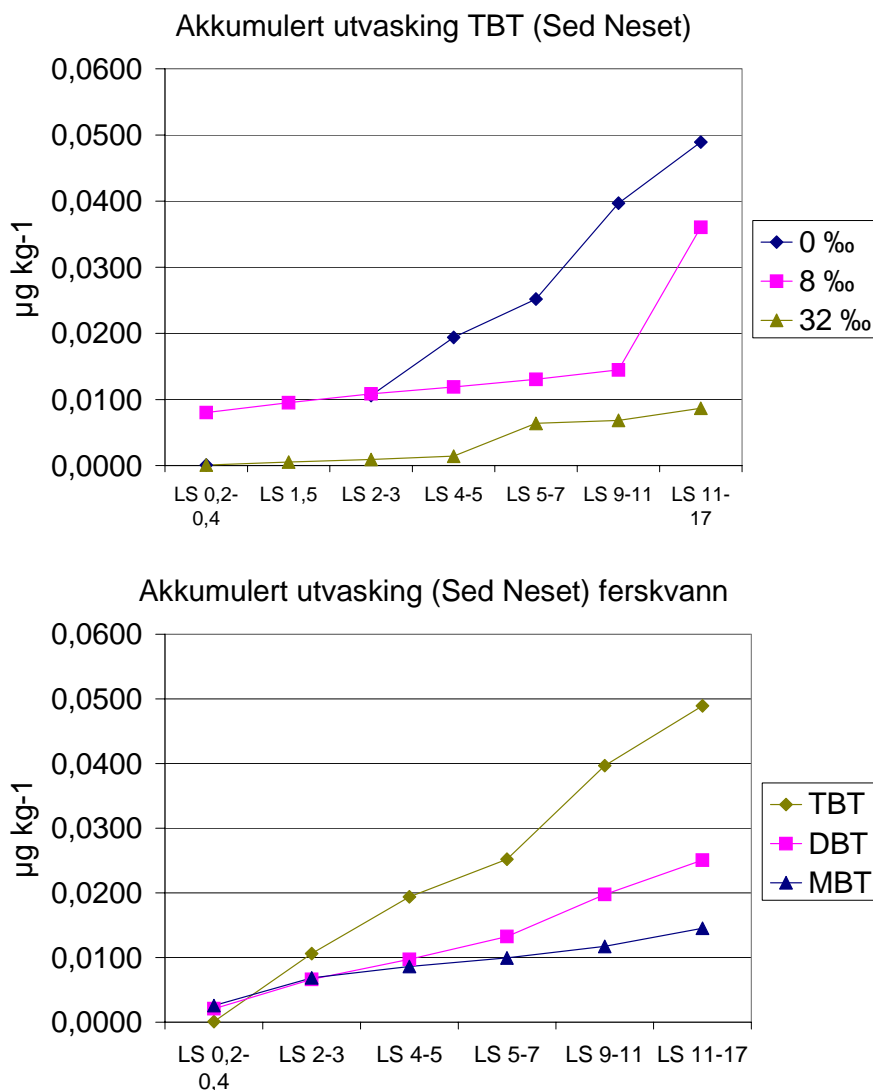 Akkumulert utvasking TBT (Sed Neset)
0,0600
0,0500
0,0400
0,0300
0,0200
0,0100
0,0000
µg kg-1
LS 0,2-
0,4
LS 1,5
LS 2-3
LS 4-5
LS 5-7
LS 9-11
LS 11-
17
0 ‰
8 ‰
32 ‰
Akkumulert utvasking (Sed Neset) ferskvann
0,0600
0,0500
0,0400
0,0300
0,0200
0,0100
0,0000
µg kg-1
LS 0,2-
0,4
LS 2-3
LS 4-5
LS 5-7
LS 9-11
LS 11-17
TBT
DBT
MBT